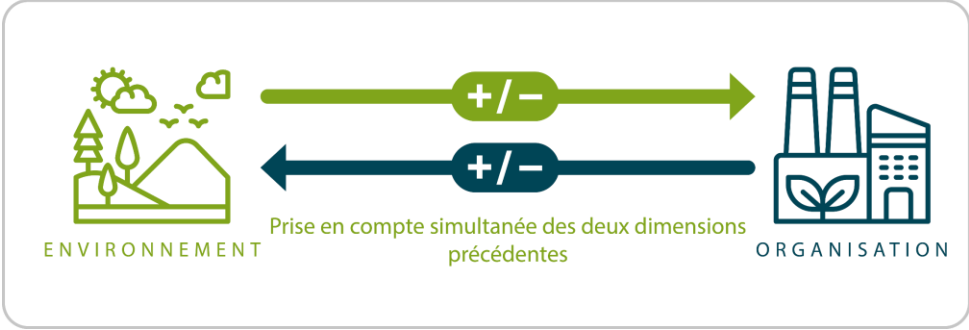 +/−
+/−
Prise en compte simultanée des deux dimensions
précédentes
ENVIRONNEMENT
ORGANISATION